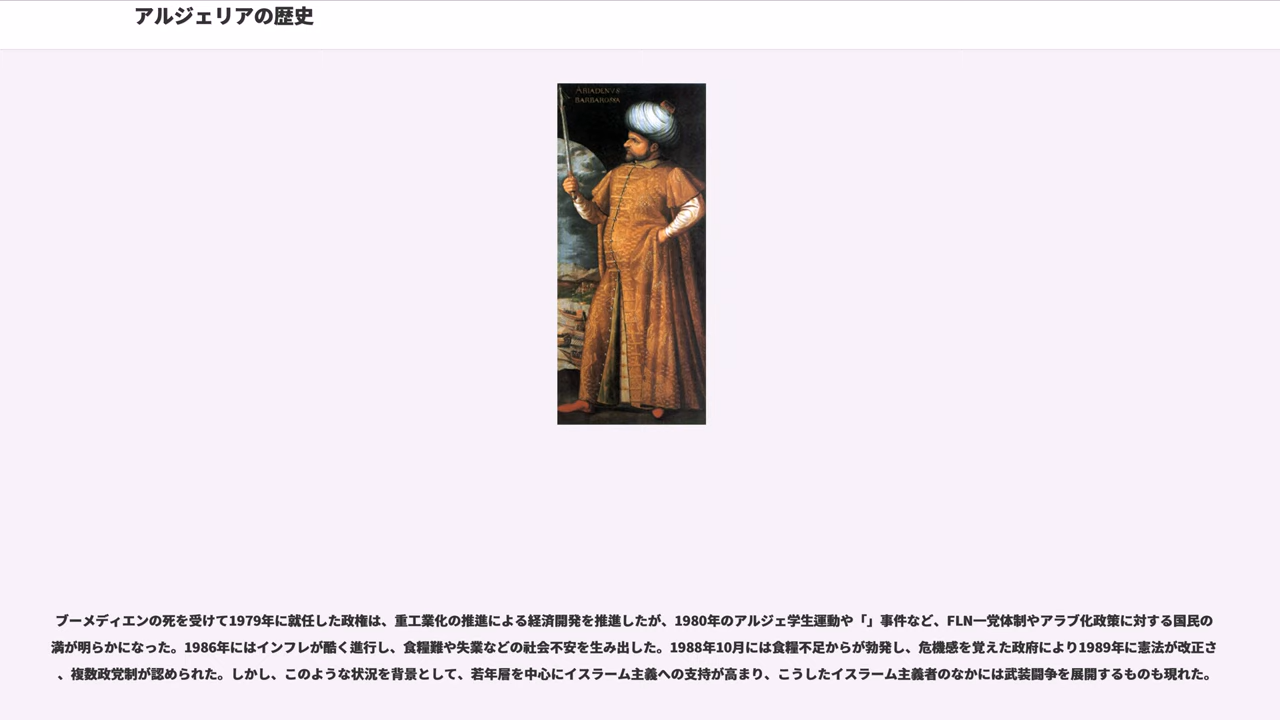 アルジェリアの歴史
ARIADENVS
BARBAROSSA
ブーメディエンの死を受けて1979年に就任した政権は、重工業化の推進による経済開発を推進したが、1980年のアルジェ学生運動や「」事件など、FLN一党体制やアラブ化政策に対する国民の
満が明らかになった。1986年にはインフレが酷く進行し、食糧難や失業などの社会不安を生み出した。1988年10月には食糧不足からが勃発し、危機感を覚えた政府により1989年に憲法が改正さ
、複数政党制が認められた。しかし、このような状況を背景として、若年層を中心にイスラーム主義への支持が高まり、こうしたイスラーム主義者のなかには武装闘争を展開するものも現れた。